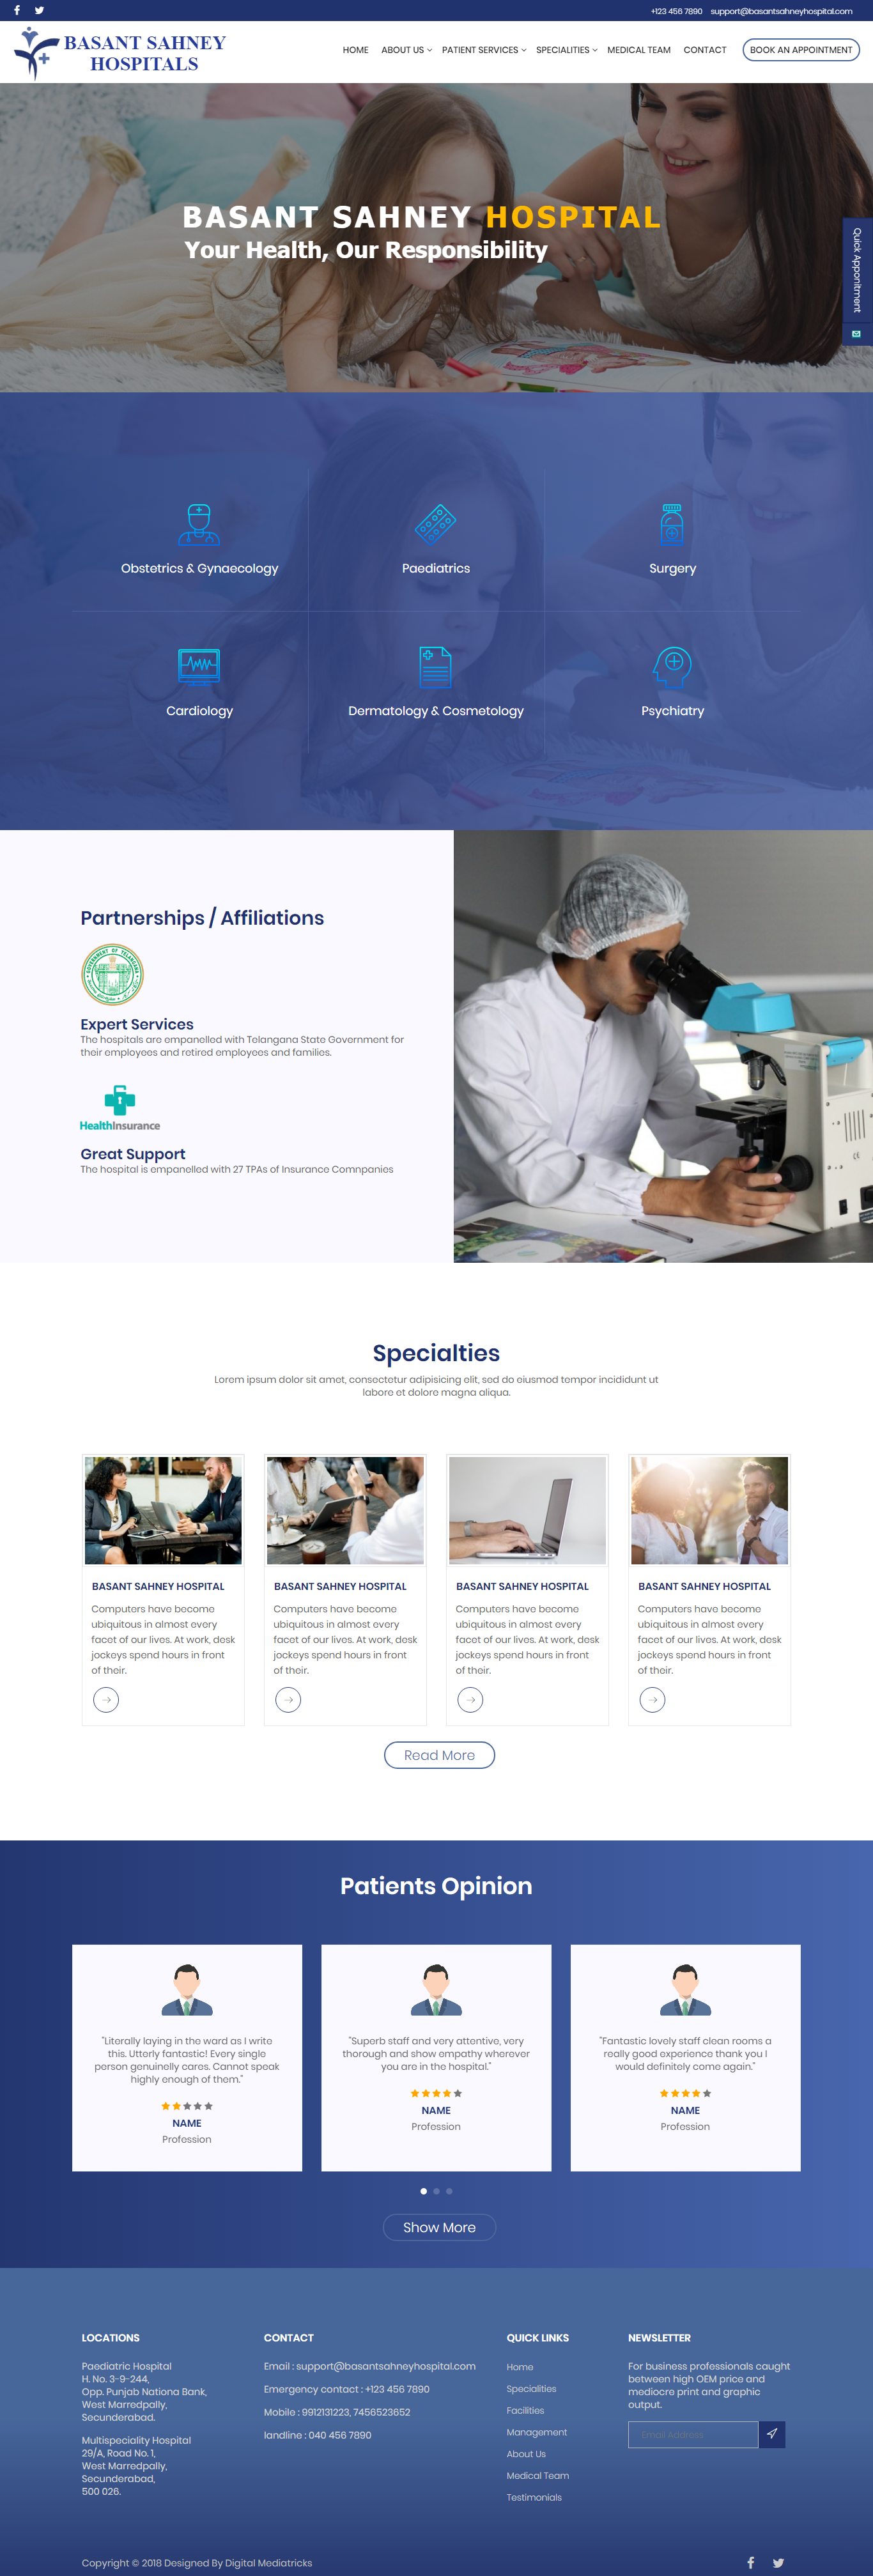 +123 456 7890 support@basantsahneyhospital.com
BASANT SAHNEY
HOSPITALS
HOME ABOUT US PATIENT SERVICES SPECIALITIES MEDICAL TEAM CONTACT BOOK AN APPOINTMENT
BASANT SAHNEY HOSPITAL
Your Health, Our Responsibility
Quick Appointment
Obstetrics & Gynaecology
Paediatrics
Surgery
Cardiology
Dermatology & Cosmetology
Psychiatry
Partnerships / Affiliations
Expert Services
The hospitals are empanelled with Telangana State Government for
their employees and retired employees and families.
HealthInsurance
Great Support
The hospital is empanelled with 27 TPAs of Insurance Comnpanies
Specialties
Lorem ipsum dolor sit amet, consectetur adipisicing elit, sed do eiusmod tempor incididunt ut
labore et dolore magna aliqua.
BASANT SAHNEY HOSPITAL
Computers have become
ubiquitous in almost every
facet of our lives. At work, desk
jockeys spend hours in front
of their.
BASANT SAHNEY HOSPITAL
Computers have become
ubiquitous in almost every
facet of our lives. At work, desk
jockeys spend hours in front
of their.
BASANT SAHNEY HOSPITAL
Computers have become
ubiquitous in almost every
facet of our lives. At work, desk
jockeys spend hours in front
of their.
BASANT SAHNEY HOSPITAL
Computers have become
ubiquitous in almost every
facet of our lives. At work, desk
jockeys spend hours in front
of their.
Read More
Patients Opinion
"Literally laying in the ward as I write
this. Utterly fantastic! Every single
person genuinelly cares. Cannot speak
highly enough of them."
NAME
Profession
"Superb staff and very attentive, very
thorough and show empathy wherever
you are in the hospital."
NAME
Profession
"Fantastic lovely staff clean rooms a
really good experience thank you I
would definitely come again."
NAME
Profession
Show More
LOCATIONS
Paediatric Hospital
H. No. 3-9-244,
Opp. Punjab Nationa Bank,
West Marredpally,
Secunderabad.
Multispeciality Hospital
29/A, Road No. 1,
West Marredpally,
Secunderabad,
500 026.
CONTACT
Email : support@basantsahneyhospital.com
Emergency contact : +123 456 7890
Mobile : 9912131223, 7456523652
landline : 040 456 7890
QUICK LINKS
Home
Specialities
Facilities
Management
About Us
Medical Team
Testimonials
NEWSLETTER
For business professionals caught
between high OEM price and
mediocre print and graphic
output.
Email Address
Copyright © 2018 Designed By Digital Mediatricks